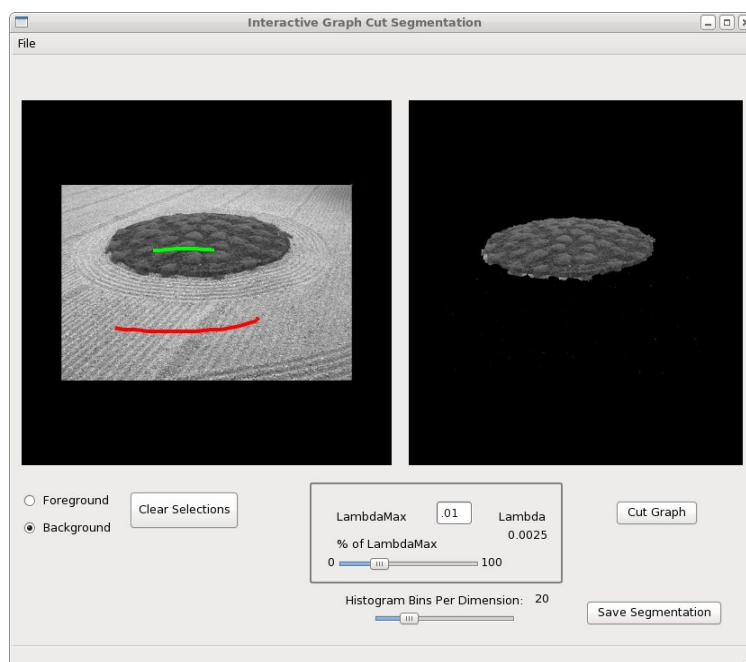 Interactive Graph Cut Segmentation
File
Foreground
Background
Clear Selections
LambdaMax .01 Lambda
0.0025
% of LambdaMax
0 100
Cut Graph
Histogram Bins Per Dimension: 20
Save Segmentation